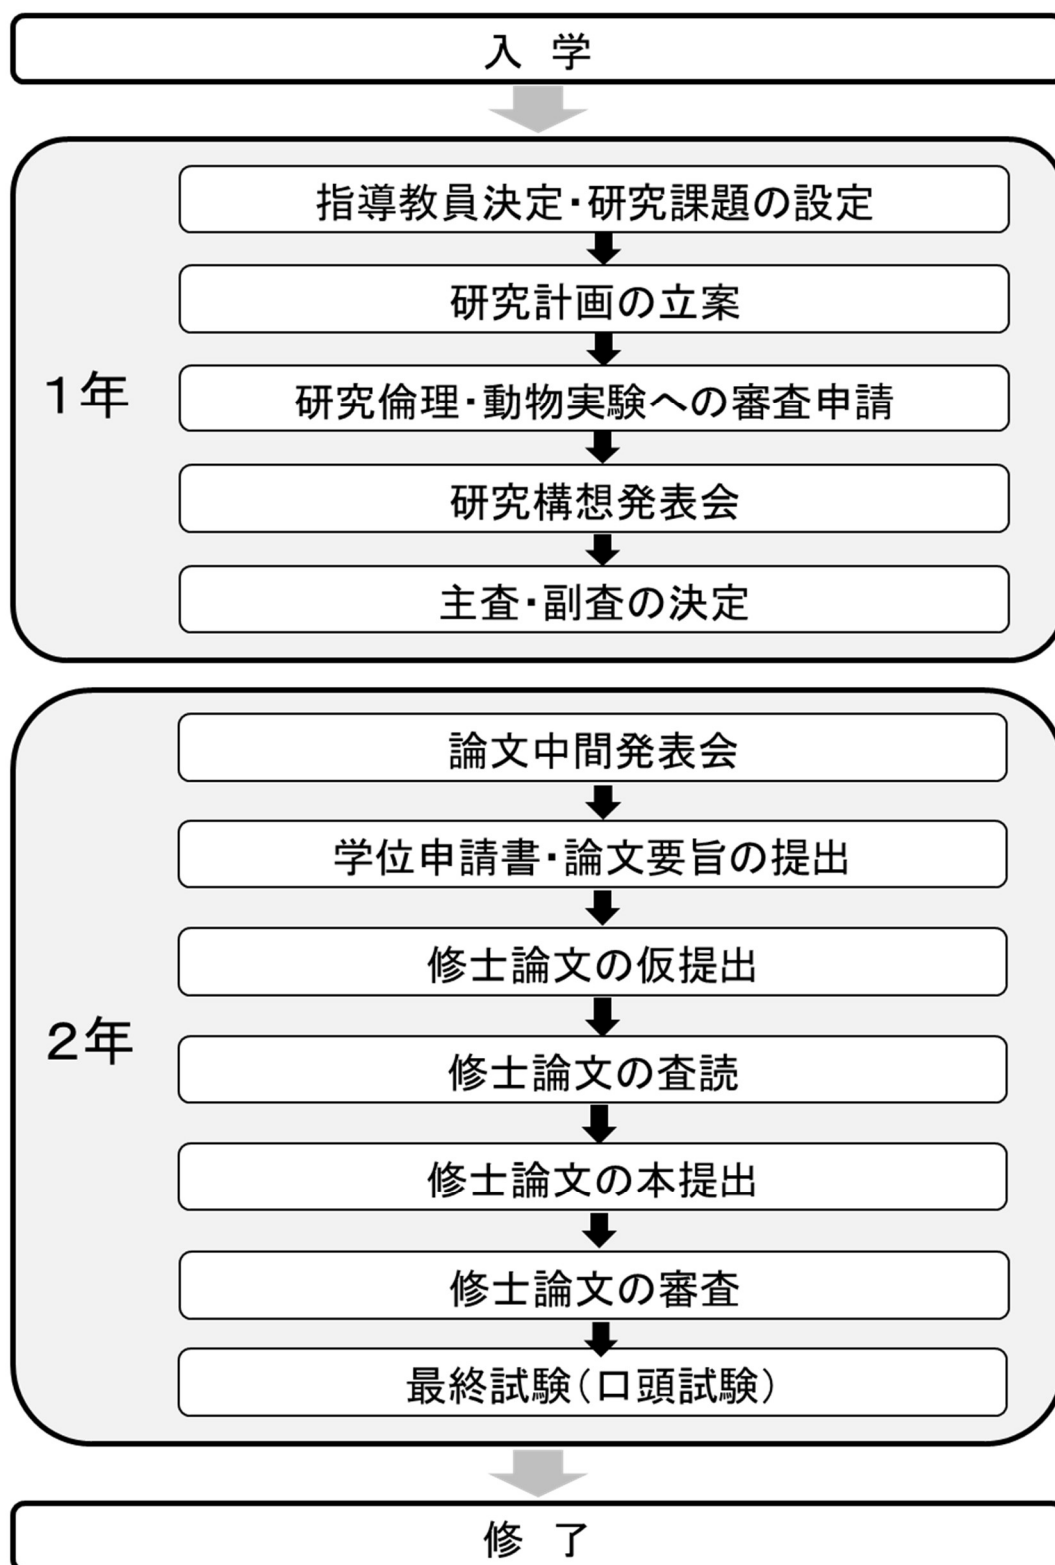 入 学
1年
指導教員決定・研究課題の設定
研究計画の立案
研究倫理・動物実験への審査申請
研究構想発表会
主査・副査の決定
2年
論文中間発表会
学位申請書・論文要旨の提出
修士論文の仮提出
修士論文の査読
修士論文の本提出
修士論文の審査
最終試験(口頭試験)
修 了